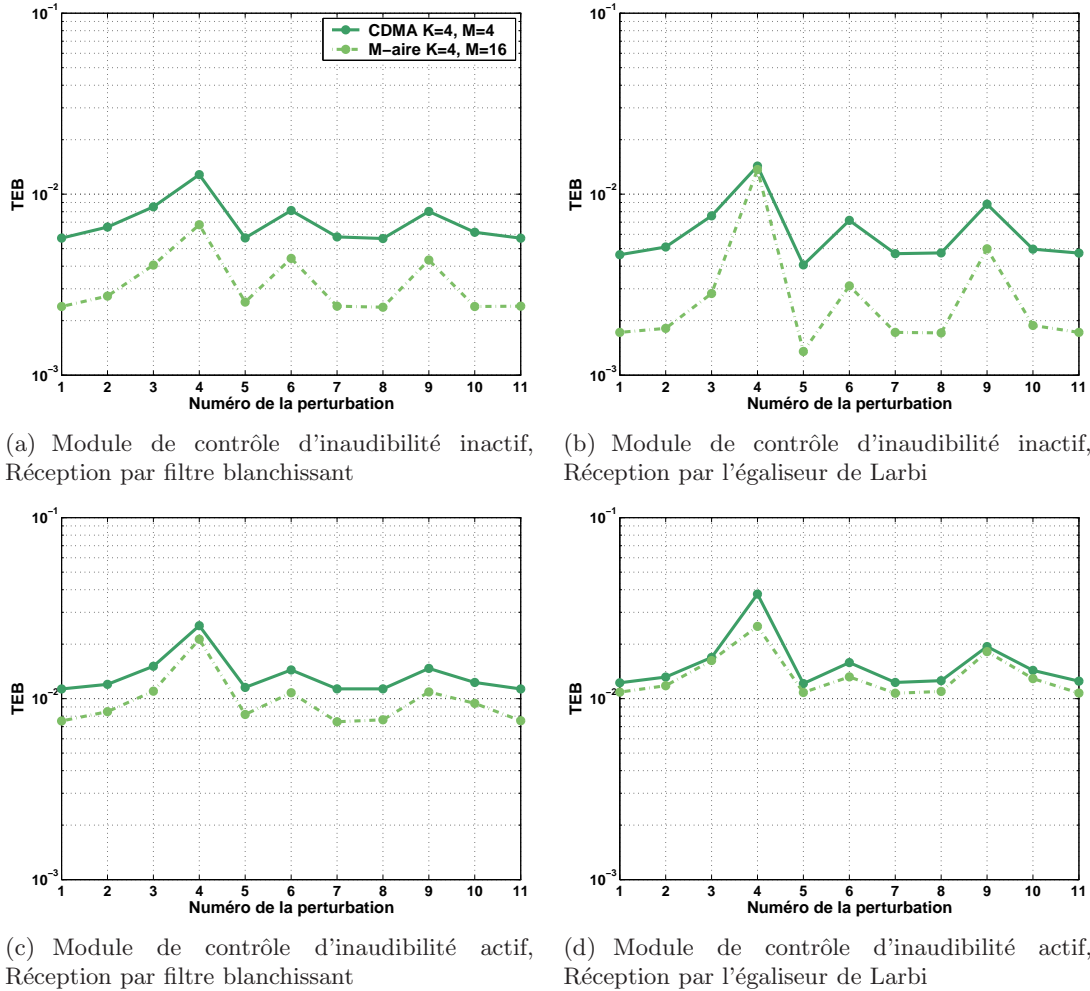 10⁻¹
10⁻²
10⁻³
TEB
CDMA K=4, M=4
M−aire K=4, M=16
1 2 3 4 5 6 7 8 9 10 11
Numéro de la perturbation
(a) Module de contrôle d'inaudibilité inactif,
Réception par filtre blanchissant
10⁻¹
10⁻²
10⁻³
TEB
1 2 3 4 5 6 7 8 9 10 11
Numéro de la perturbation
(b) Module de contrôle d'inaudibilité inactif,
Réception par l'égaliseur de Larbi
10⁻¹
10⁻²
10⁻³
TEB
1 2 3 4 5 6 7 8 9 10 11
Numéro de la perturbation
(c) Module de contrôle d'inaudibilité actif,
Réception par filtre blanchissant
10⁻¹
10⁻²
10⁻³
TEB
1 2 3 4 5 6 7 8 9 10 11
Numéro de la perturbation
(d) Module de contrôle d'inaudibilité actif,
Réception par l'égaliseur de Larbi